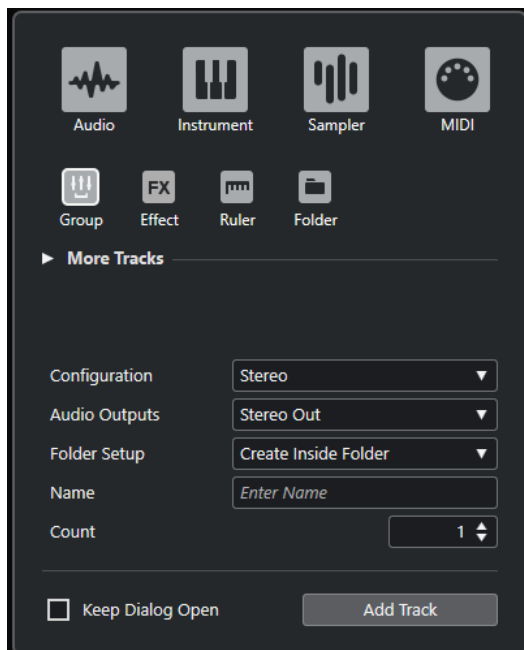 Audio Instrument Sampler MIDI
FX
Group Effect Ruler Folder
More Tracks
Configuration Stereo
Audio Outputs Stereo Out
Folder Setup Create Inside Folder
Name Enter Name
Count 1
Keep Dialog Open Add Track